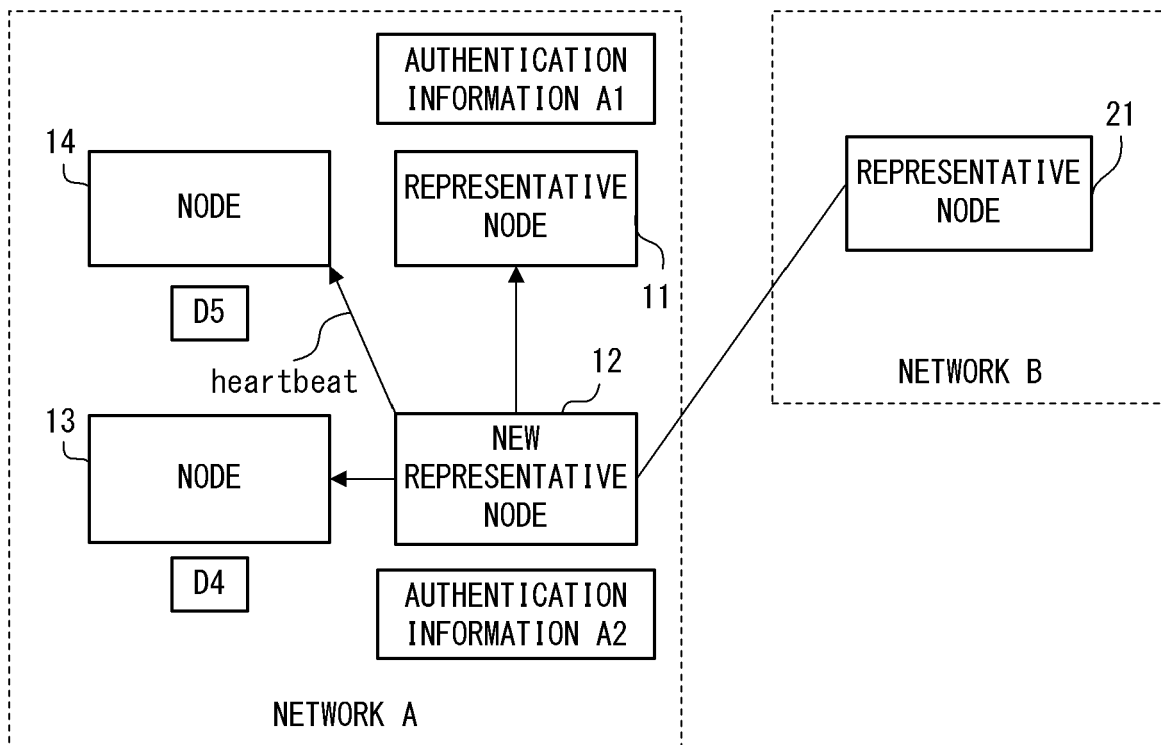 AUTHENTICATION
INFORMATION A1
14
NODE
REPRESENTATIVE
NODE
11
D5
heartbeat
12
13
NODE
NEW
REPRESENTATIVE
NODE
D4
AUTHENTICATION
INFORMATION A2
NETWORK A
21
REPRESENTATIVE
NODE
NETWORK B